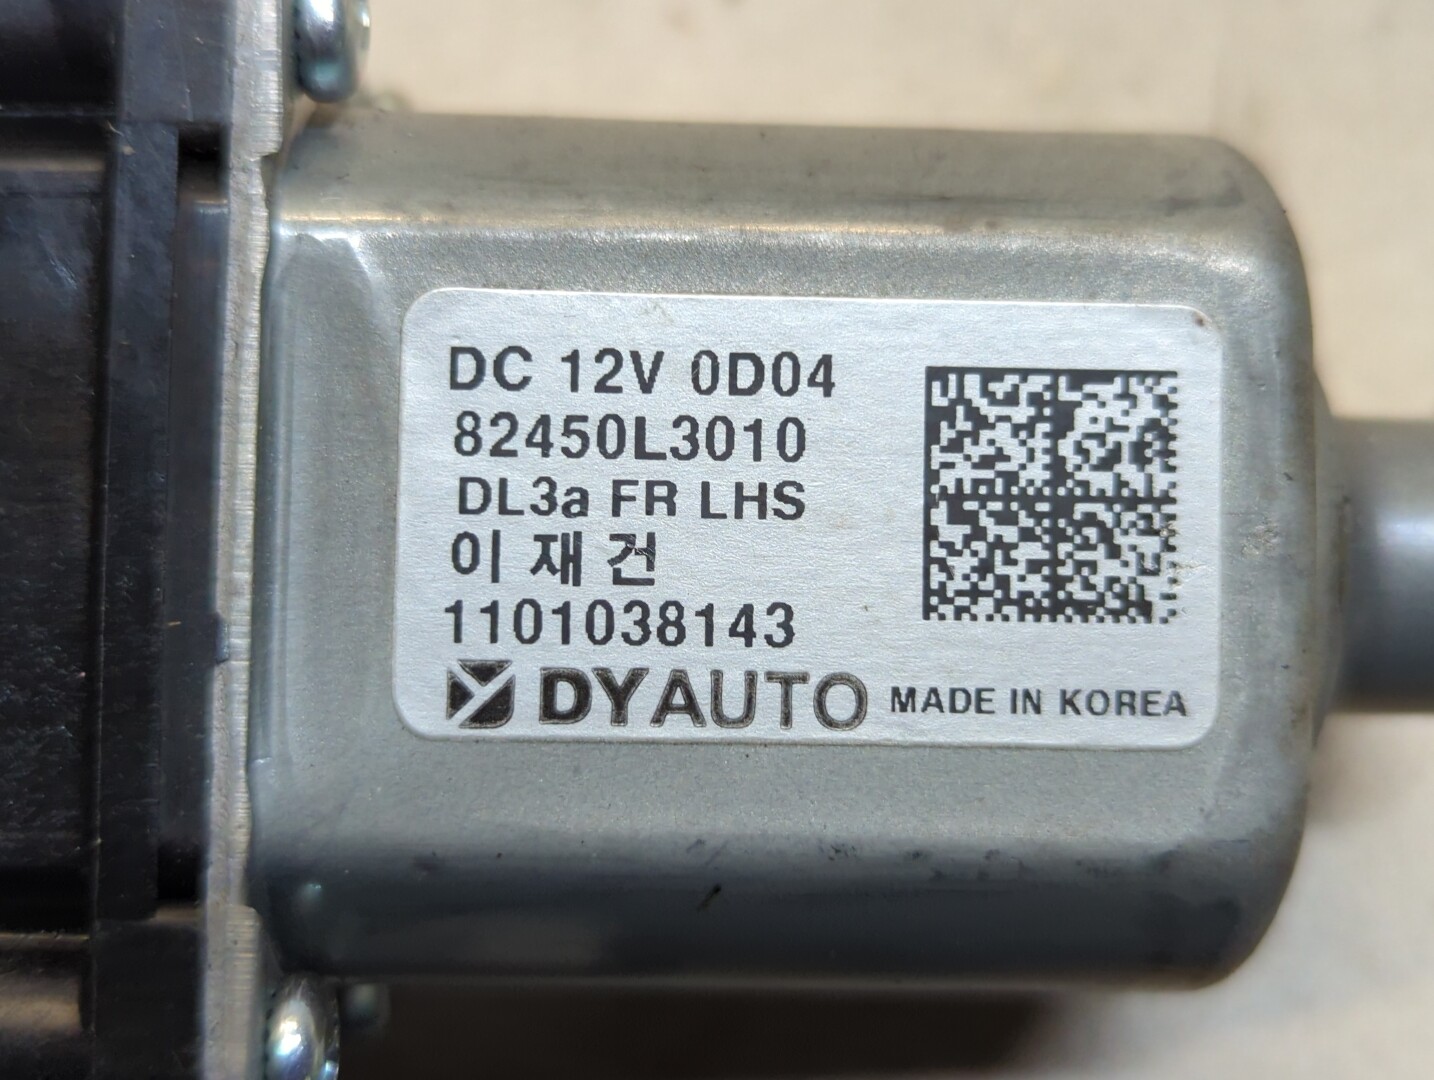 DC 12V 0D04
82450L3010
DL3a FR LHS
이 재 건
1101038143
DYAUTO MADE IN KOREA